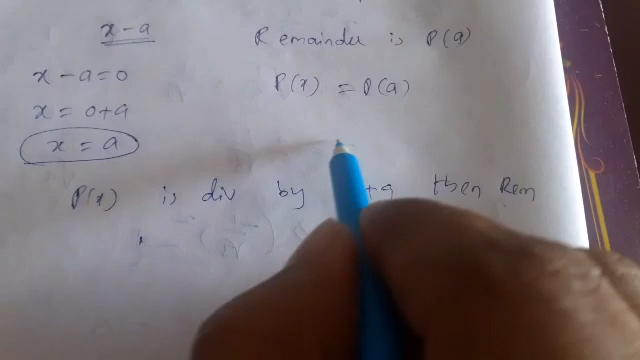 x-a
Remainder is P(a)
x-a=0
P(x) = P(a)
x = 0+a
x = a
P(x) is div by +a then Rem